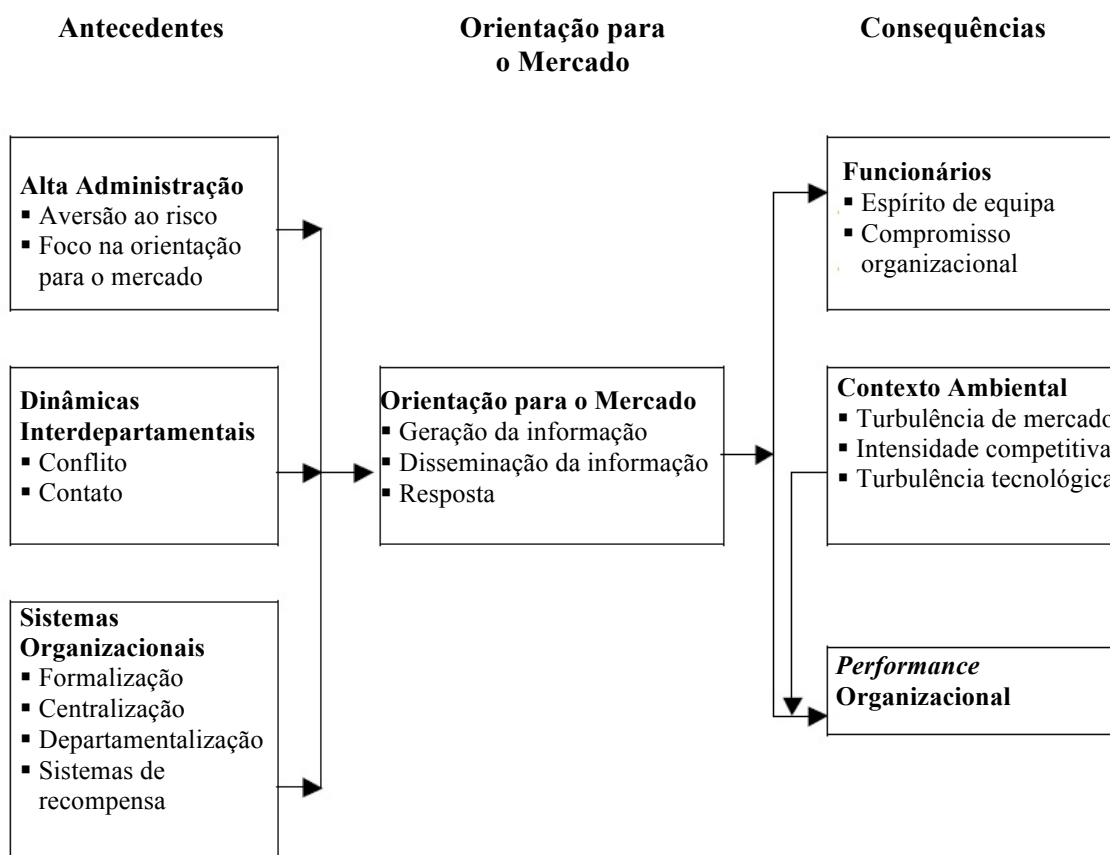 Antecedentes
Orientação para
o Mercado
Consequências
Alta Administração
▪ Aversão ao risco
▪ Foco na orientação
para o mercado
Dinâmicas
Interdepartamentais
▪ Conflito
▪ Contato
Sistemas
Organizacionais
▪ Formalização
▪ Centralização
▪ Departamentalização
▪ Sistemas de
recompensa
Orientação para o Mercado
▪ Geração da informação
▪ Disseminação da informação
▪ Resposta
Funcionários
▪ Espírito de equipa
▪ Compromisso
organizacional
Contexto Ambiental
▪ Turbulência de mercado
▪ Intensidade competitiva
▪ Turbulência tecnológica
Performance
Organizacional